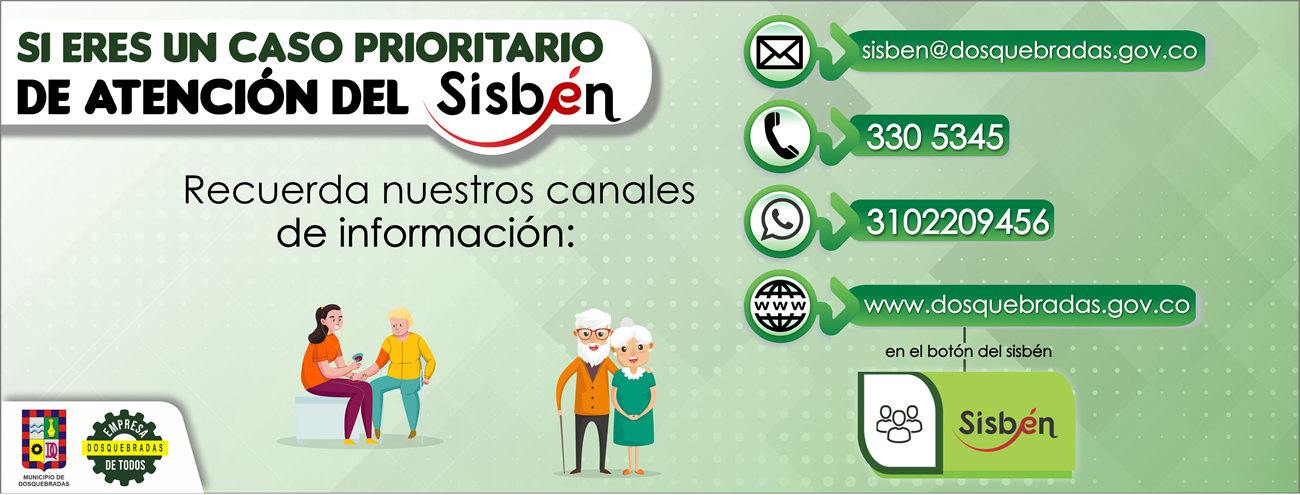 SI ERES UN CASO PRIORITARIO
DE ATENCIÓN DEL Sisbén
Recuerda nuestros canales
de información:
sisben@dosquebradas.gov.co
330 5345
3102209456
WWW
www.dosquebradas.gov.co
en el botón del sisbén
Sisbén
MUNICIPIO DE
DOSQUEBRADAS
EMPRESA
DOSQUEBRADAS
DE TODOS